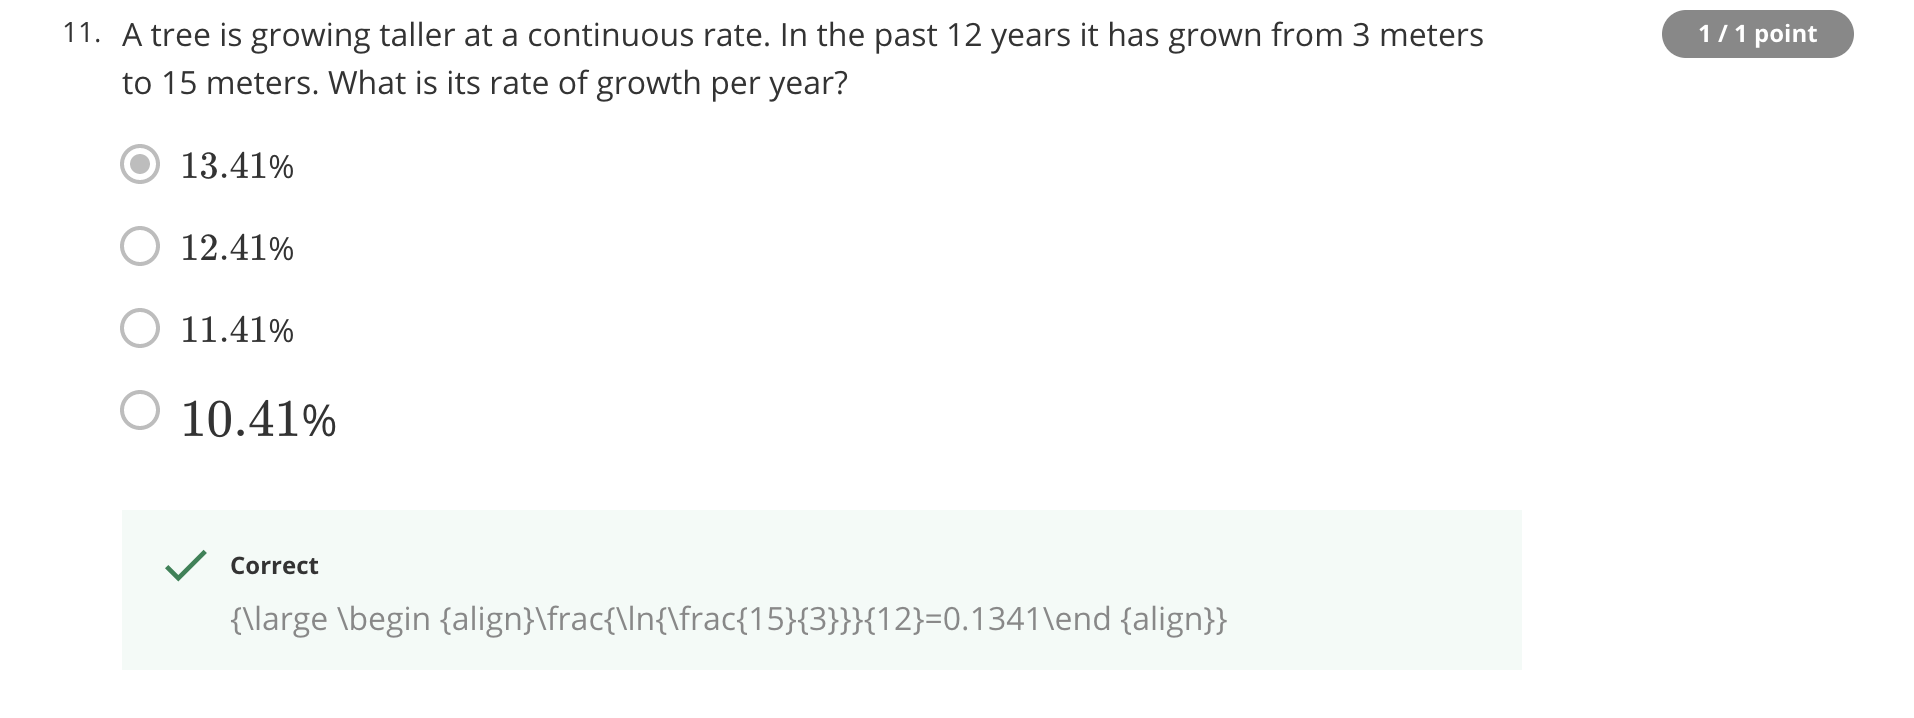 11. A tree is growing taller at a continuous rate. In the past 12 years it has grown from 3 meters
1 / 1 point
to 15 meters. What is its rate of growth per year?
13.41%
12.41%
11.41%
10.41%
Correct
{\large \begin {align}\frac{\ln{\frac{15}{3}}}{12}=0.1341\end {align}}